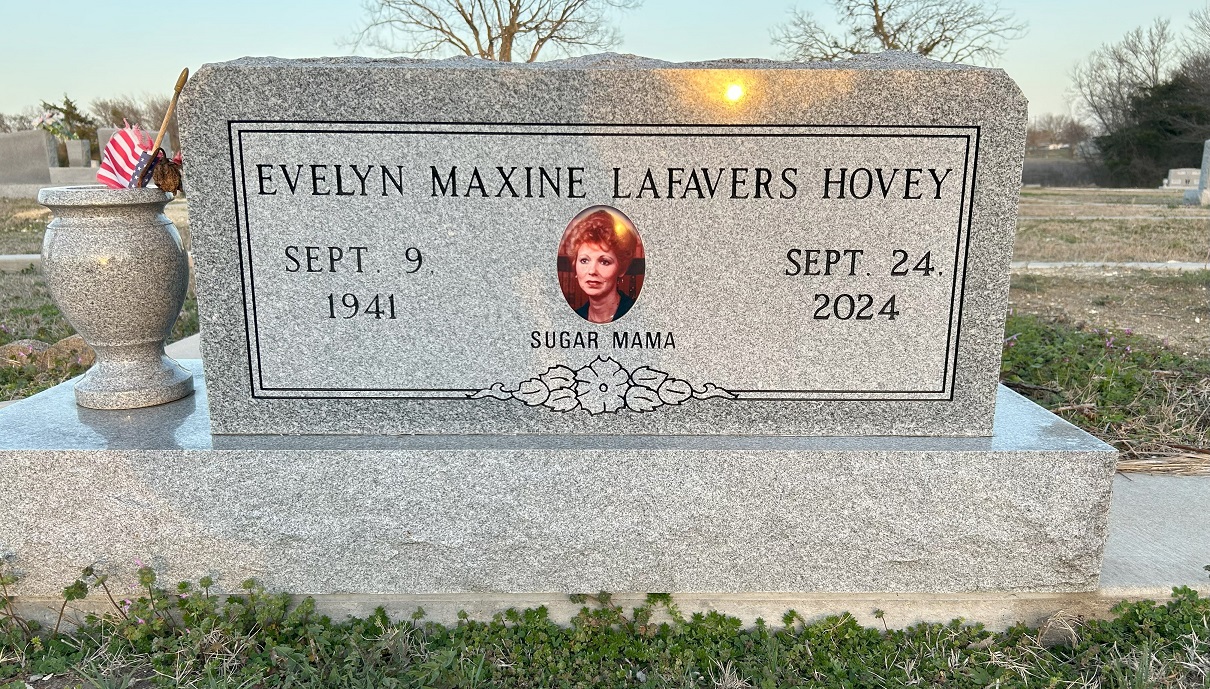 EVELYN MAXINE LAFAVERS HOVEY
SEPT. 9,
1941
SEPT. 24,
2024
SUGAR MAMA